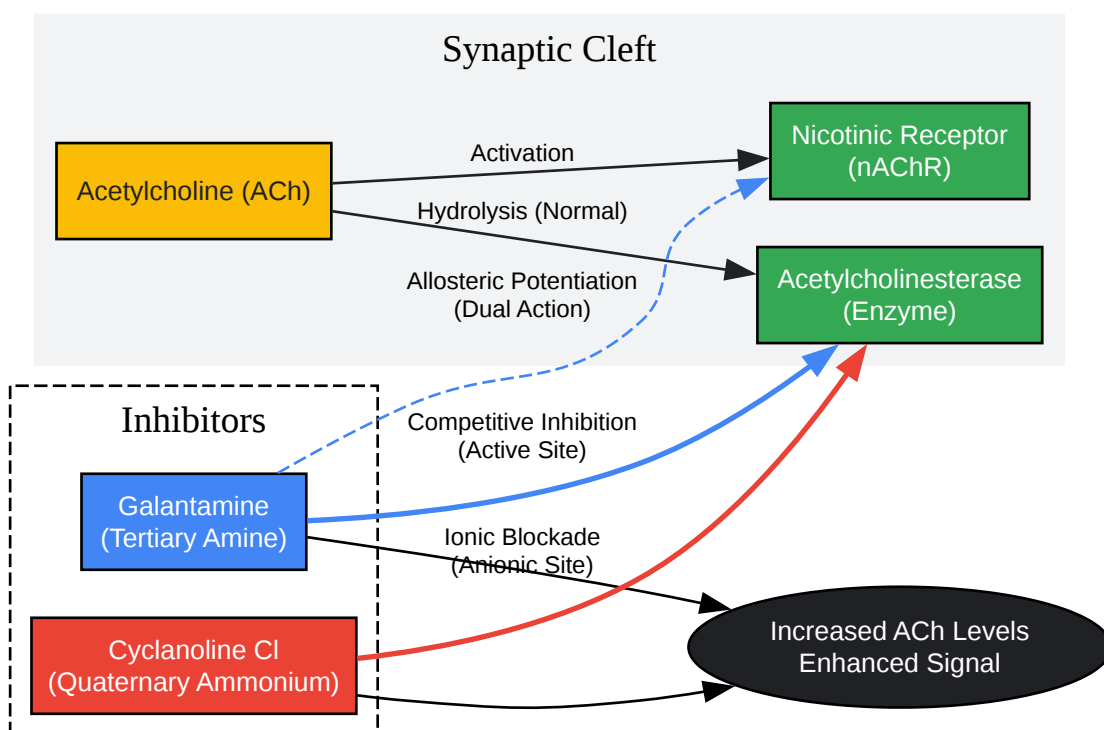 Synaptic Cleft
Acetylcholine (ACh)
Activation
Nicotinic Receptor
(nAChR)
Hydrolysis (Normal)
Acetylcholinesterase
(Enzyme)
Allosteric Potentiation
(Dual Action)
Inhibitors
Competitive Inhibition
(Active Site)
Galantamine
(Tertiary Amine)
Ionic Blockade
(Anionic Site)
Cyclanoline Cl
(Quaternary Ammonium)
Increased ACh Levels
Enhanced Signal